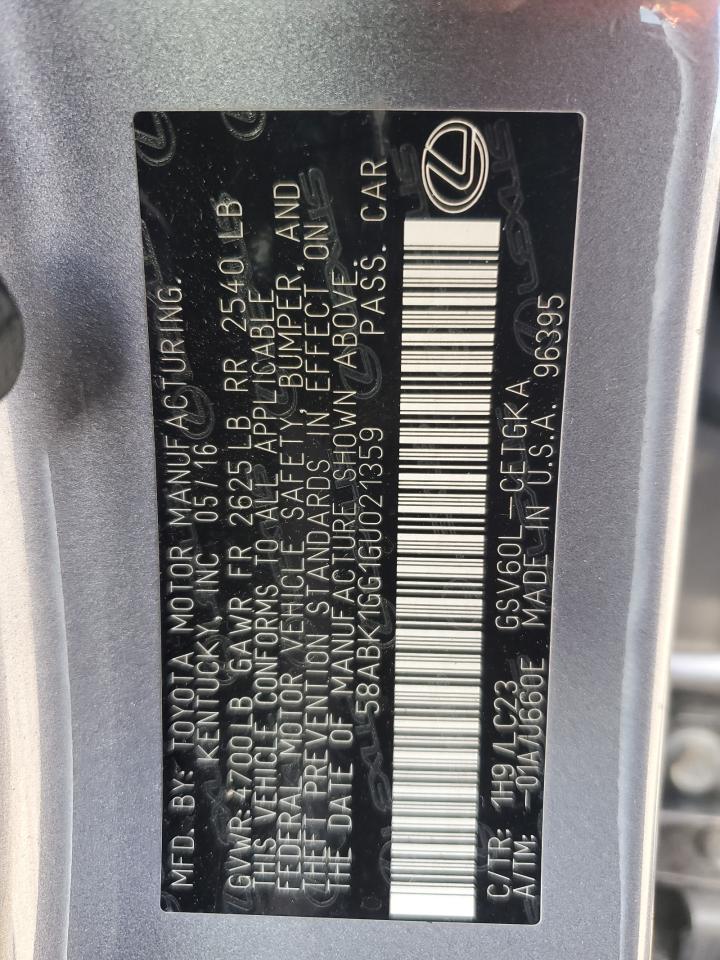 MFD. BY: TOYOTA MOTOR MANUFACTURING.
KENTUCKY, INC 05/16
GVWR:4700LB GAWR FR 2625LB RR 2540LB
THIS VEHICLE CONFORMS TO ALL APPLICABLE
FEDERAL MOTOR VEHICLE SAFETY, BUMPER, AND
THEFT PREVENTION STANDARDS IN EFFECT ON
THE DATE OF MANUFACTURE SHOWN ABOVE.
58ABK1GG1GU021359 PASS. CAR
C/TR: 1H9/LC23 GSV60L-CETGKA
A/TM: -01A/U660E MADE IN U.S.A. 96395
LEXUS